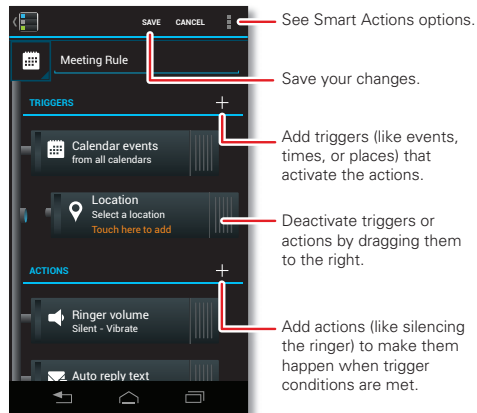 SAVE CANCEL
See Smart Actions options.
Meeting Rule
Save your changes.
TRIGGERS +
Calendar events
from all calendars
Add triggers (like events,
times, or places) that
activate the actions.
Location
Select a location
Touch here to add
Deactivate triggers or
actions by dragging them
to the right.
ACTIONS +
Ringer volume
Silent - Vibrate
Add actions (like silencing
the ringer) to make them
happen when trigger
conditions are met.
Auto reply text